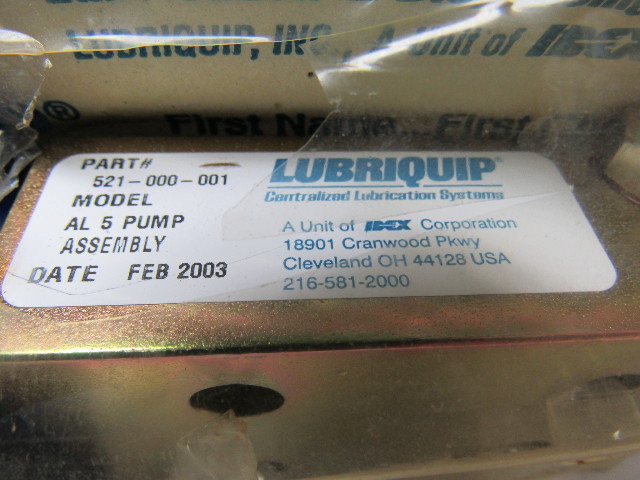 LUBRIQUIP, INC., A Unit of IDEX
®
First Name...First
PART#
521-000-001
MODEL
AL 5 PUMP
ASSEMBLY
DATE FEB 2003
LUBRIQUIP®
Centralized Lubrication Systems
A Unit of IDEX Corporation
18901 Cranwood Pkwy
Cleveland OH 44128 USA
216-581-2000